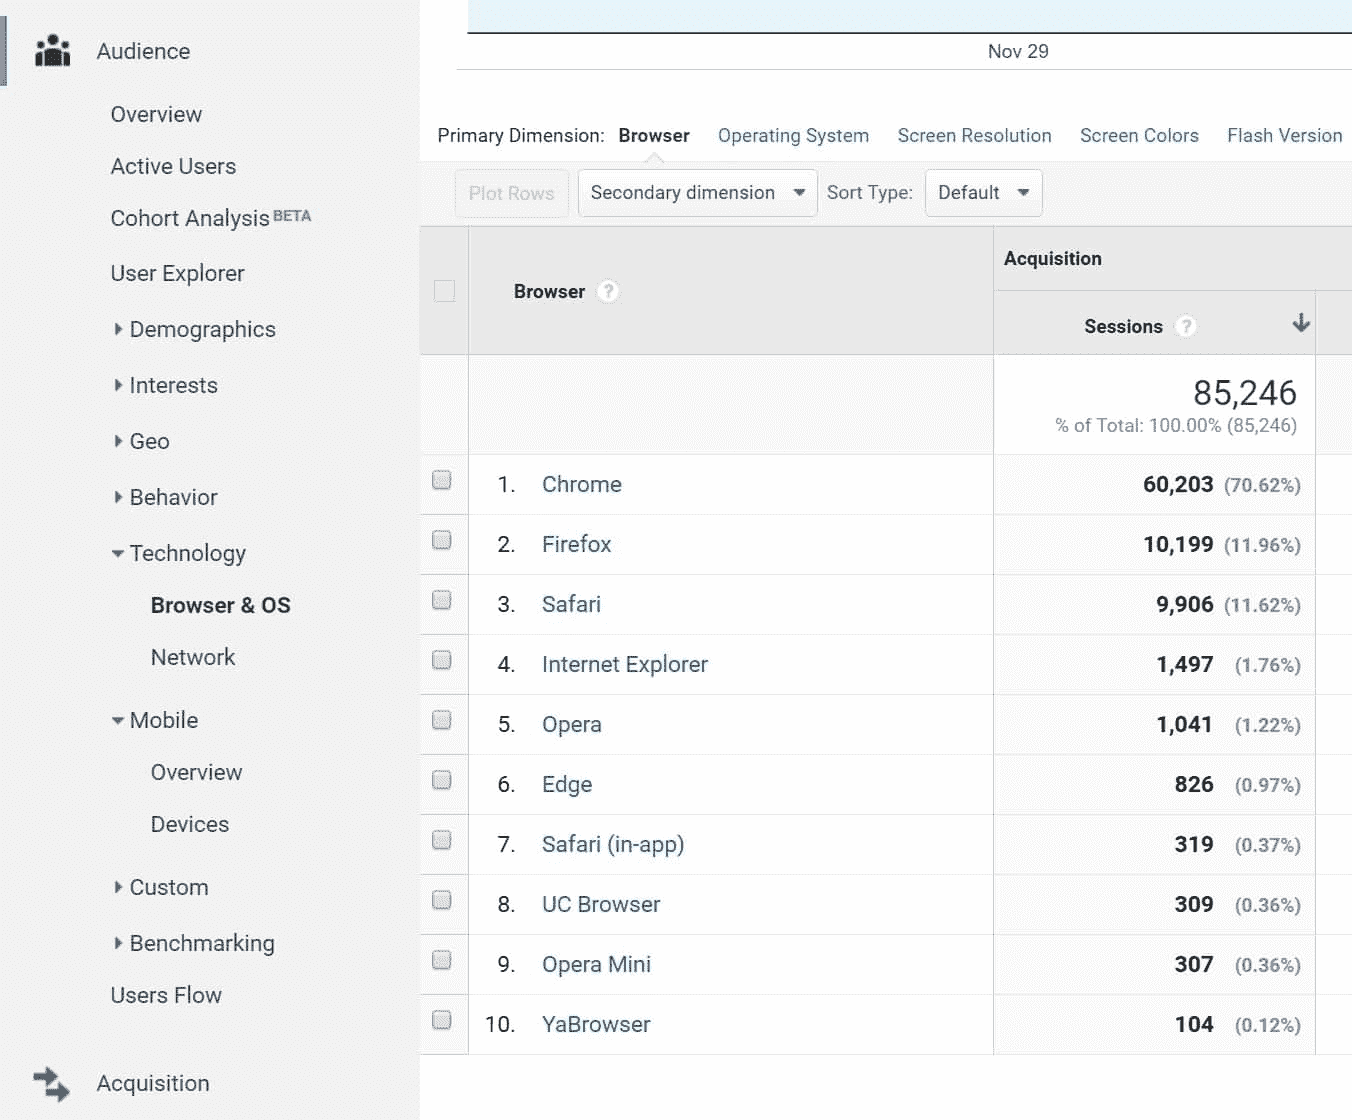 Audience
Overview
Active Users
Cohort Analysis BETA
User Explorer
Demographics
Interests
Geo
Behavior
Technology
Browser & OS
Network
Mobile
Overview
Devices
Custom
Benchmarking
Users Flow
Acquisition
Nov 29
Primary Dimension: Browser Operating System Screen Resolution Screen Colors Flash Version
Plot Rows Secondary dimension Sort Type: Default
Browser ? Acquisition
Sessions ?
85,246
% of Total: 100.00% (85,246)
1. Chrome 60,203 (70.62%)
2. Firefox 10,199 (11.96%)
3. Safari 9,906 (11.62%)
4. Internet Explorer 1,497 (1.76%)
5. Opera 1,041 (1.22%)
6. Edge 826 (0.97%)
7. Safari (in-app) 319 (0.37%)
8. UC Browser 309 (0.36%)
9. Opera Mini 307 (0.36%)
10. YaBrowser 104 (0.12%)